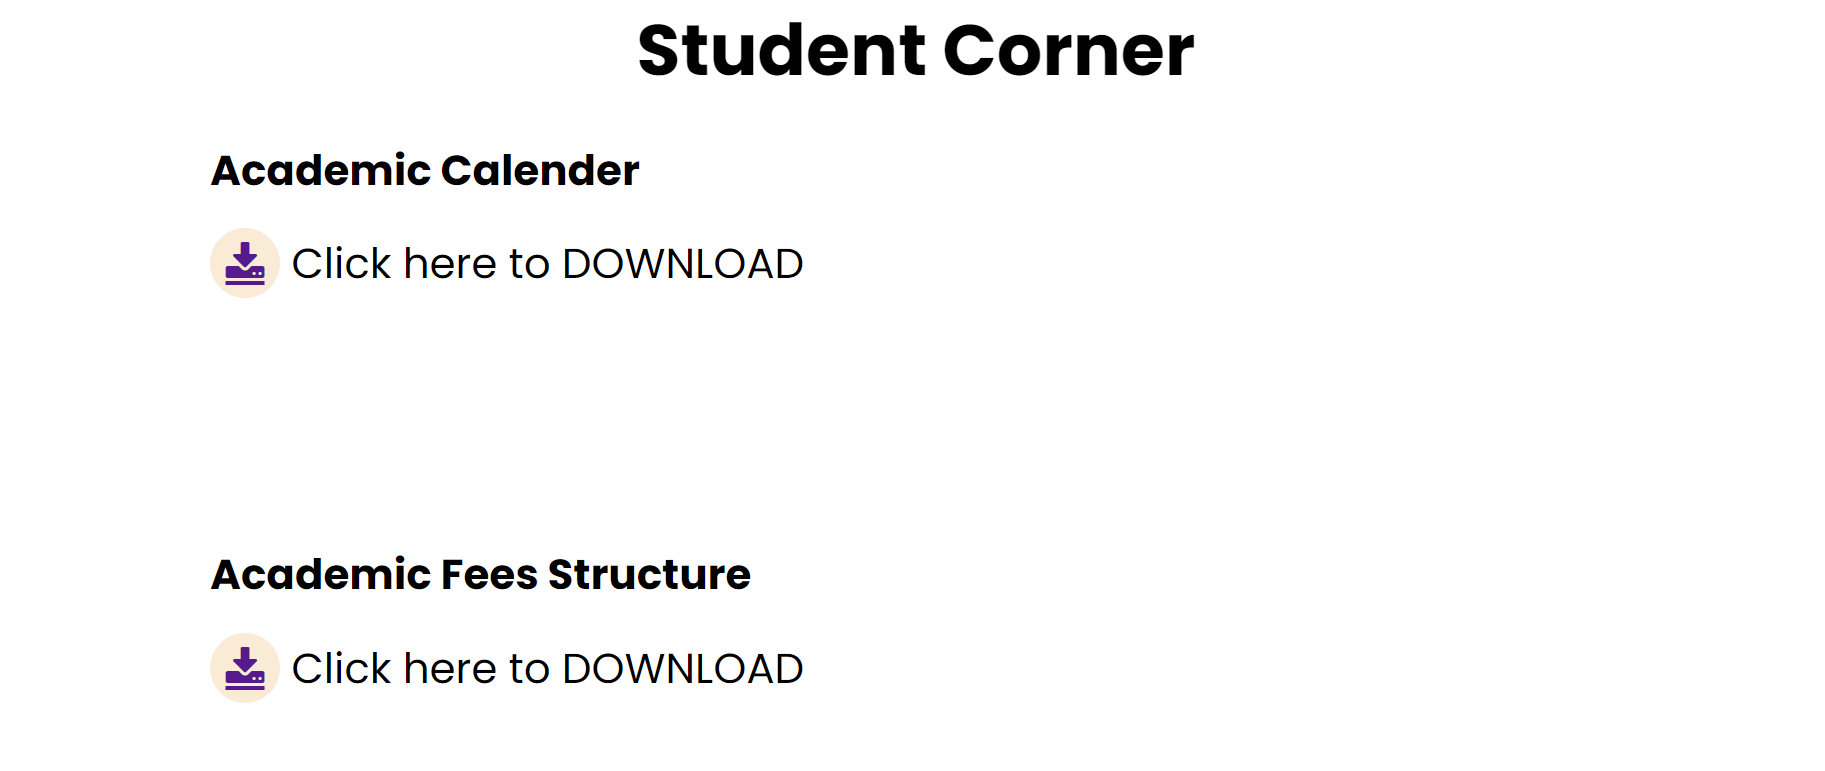 Student Corner
Academic Calender
Click here to DOWNLOAD
Academic Fees Structure
Click here to DOWNLOAD